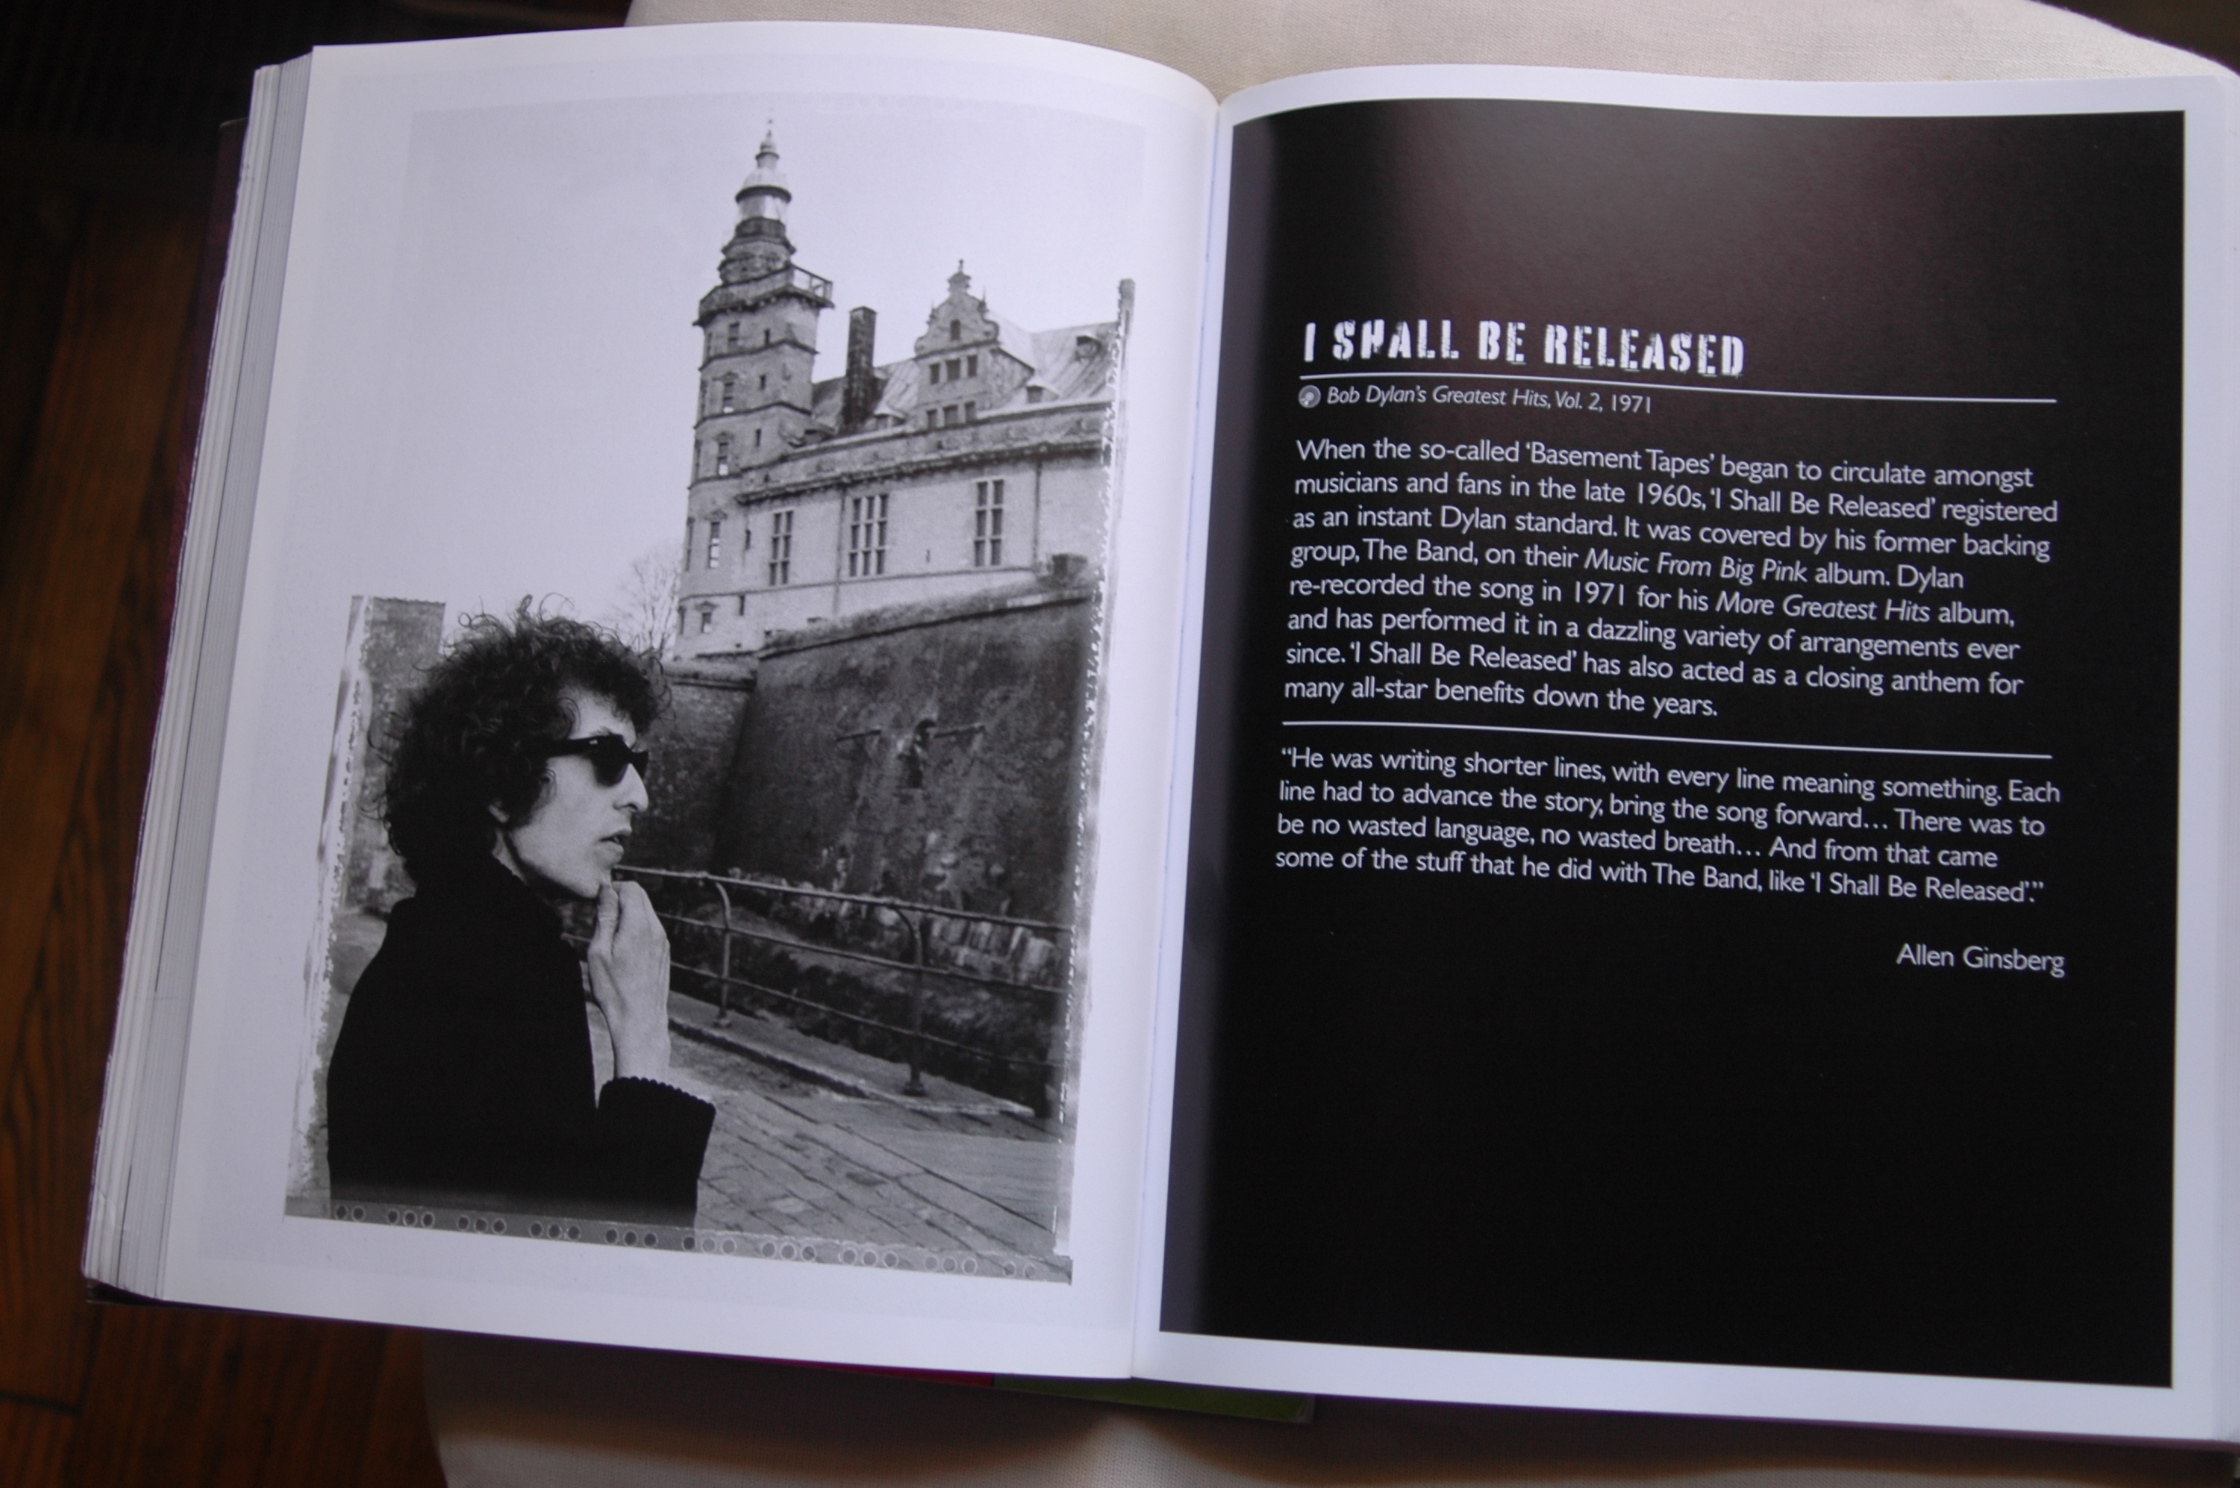 I SHALL BE RELEASED
Bob Dylan's Greatest Hits, Vol. 2, 1971
When the so-called ‘Basement Tapes’ began to circulate amongst
musicians and fans in the late 1960s, ‘I Shall Be Released’ registered
as an instant Dylan standard. It was covered by his former backing
group, The Band, on their Music From Big Pink album. Dylan
re-recorded the song in 1971 for his More Greatest Hits album,
and has performed it in a dazzling variety of arrangements ever
since. ‘I Shall Be Released’ has also acted as a closing anthem for
many all-star benefits down the years.
“He was writing shorter lines, with every line meaning something. Each
line had to advance the story, bring the song forward… There was to
be no wasted language, no wasted breath… And from that came
some of the stuff that he did with The Band, like ‘I Shall Be Released’.”
Allen Ginsberg